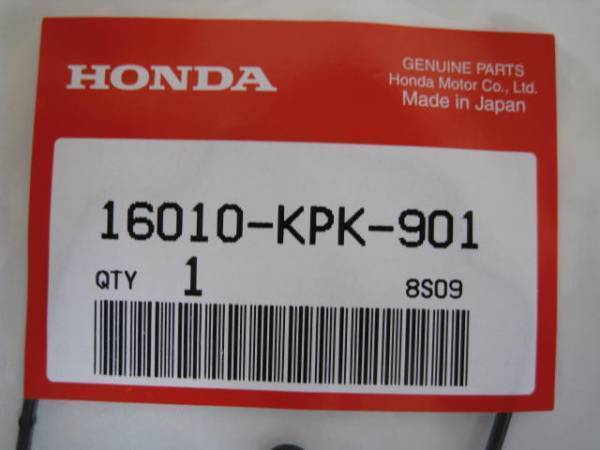 HONDA
GENUINE PARTS
Honda Motor Co., Ltd.
Made in Japan
16010-KPK-901
QTY 1 8S09